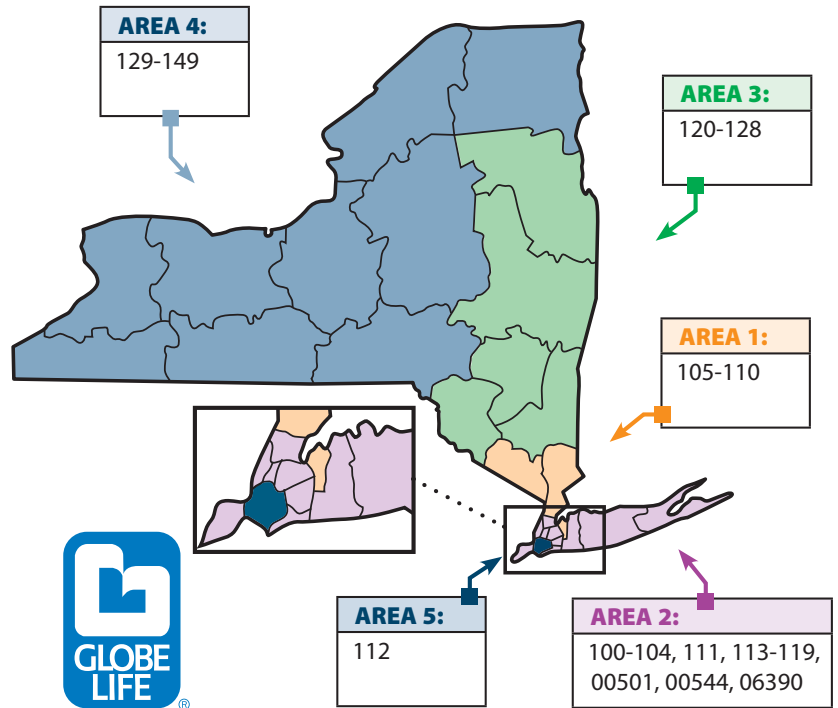 AREA 4:
129-149
AREA 3:
120-128
AREA 1:
105-110
AREA 5:
112
AREA 2:
100-104, 111, 113-119,
00501, 00544, 06390
GLOBE
LIFE
®